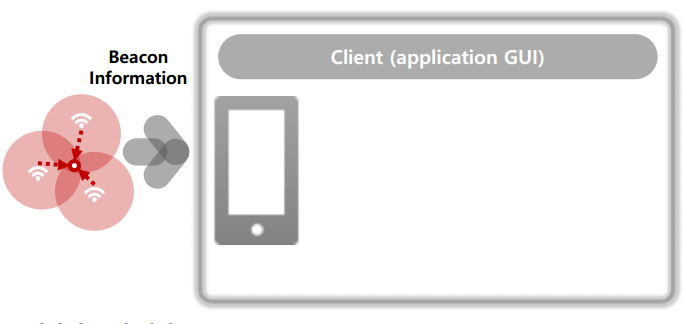 Beacon
Information
Client (application GUI)